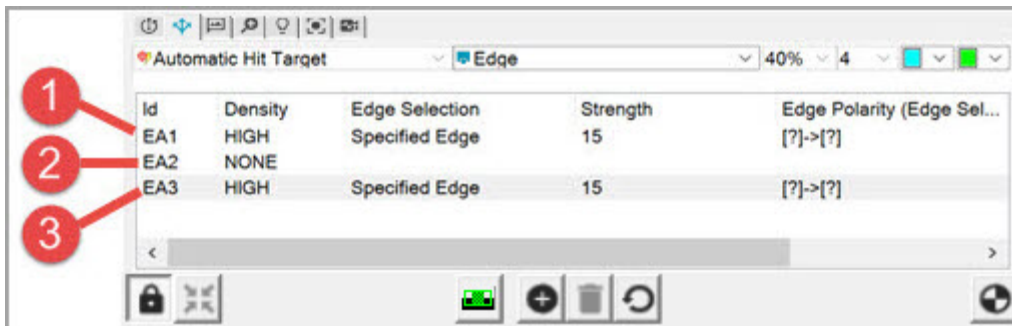 Automatic Hit Target Edge 40% 4
Id Density Edge Selection Strength Edge Polarity (Edge Sel...
1 EA1 HIGH Specified Edge 15 [?]->[?]
2 EA2 NONE
3 EA3 HIGH Specified Edge 15 [?]->[?]